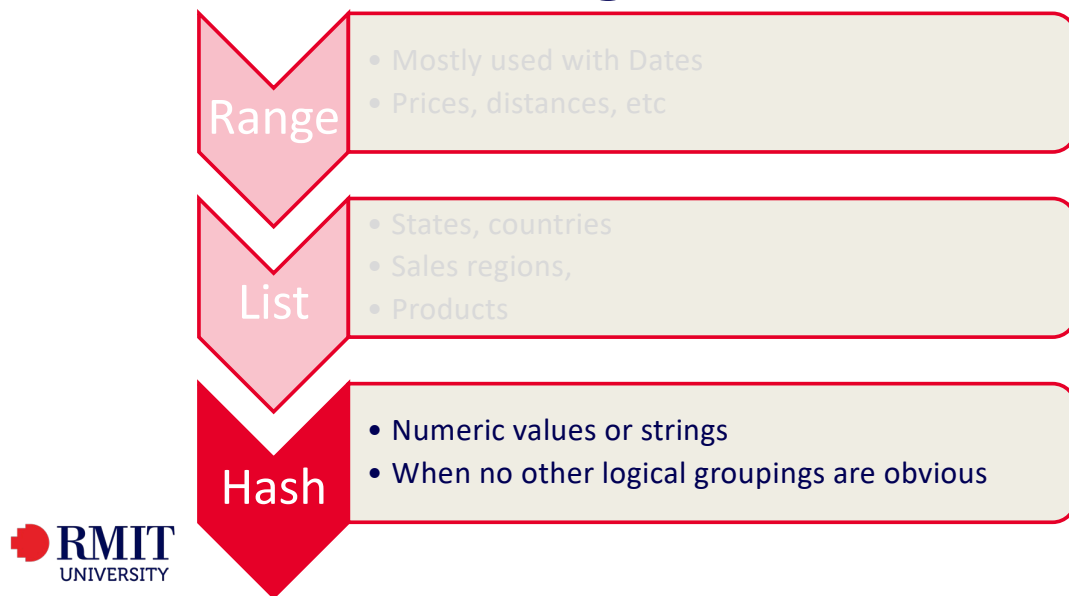 Range
• Mostly used with Dates
• Prices, distances, etc
List
• States, countries
• Sales regions,
• Products
Hash
• Numeric values or strings
• When no other logical groupings are obvious
RMIT
UNIVERSITY